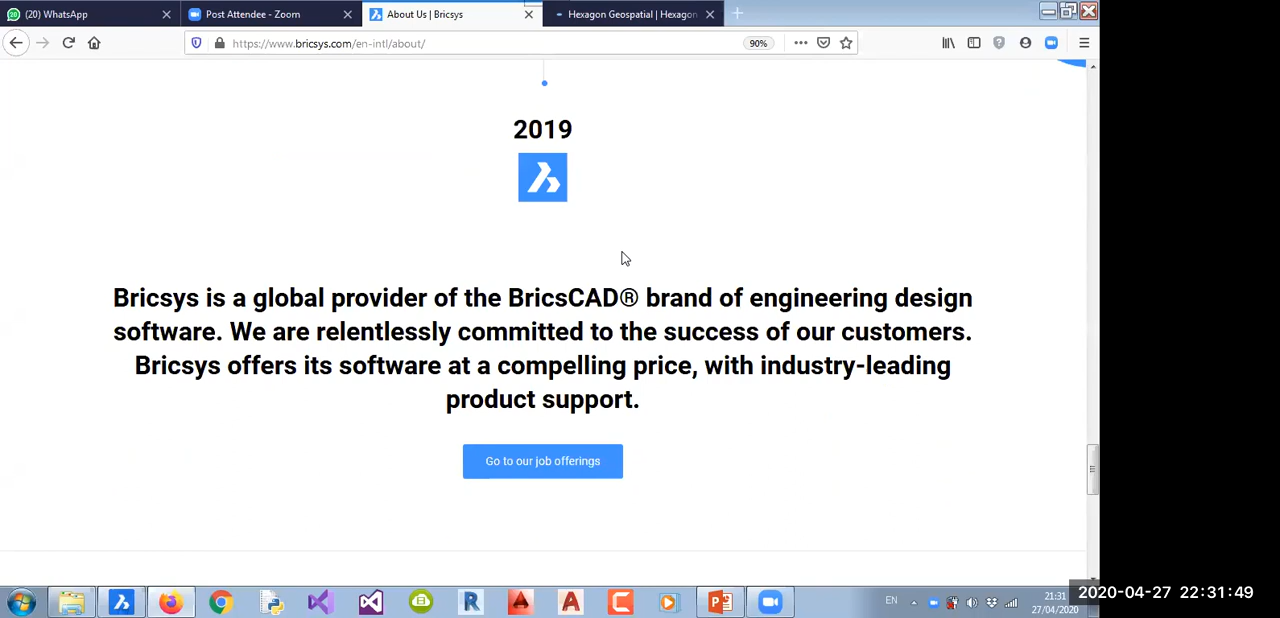 (20) WhatsApp
Post Attendee - Zoom
About Us | Bricsys
Hexagon Geospatial | Hexagon
https://www.bricsys.com/en-intl/about/
90%
2019
Bricsys is a global provider of the BricsCAD® brand of engineering design
software. We are relentlessly committed to the success of our customers.
Bricsys offers its software at a compelling price, with industry-leading
product support.
Go to our job offerings
EN
21:31
27/04/2020
2020-04-27 22:31:49